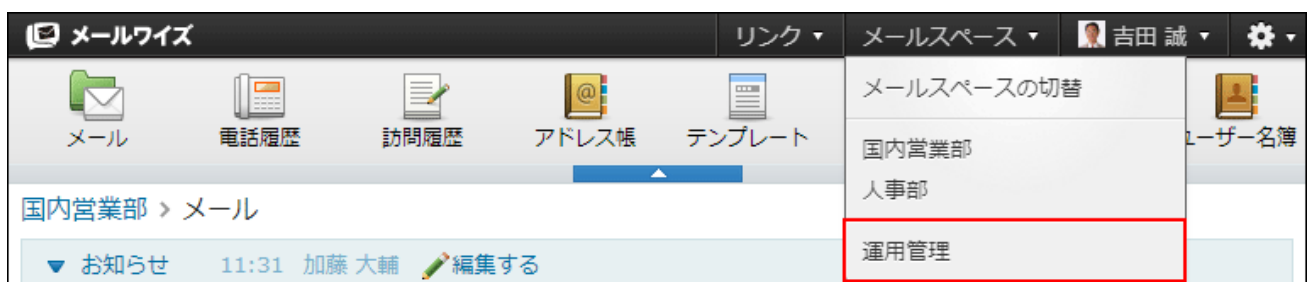 メールワイズ リンク ▼ メールスペース ▼ 吉田 誠 ▼
メール 電話履歴 訪問履歴 アドレス帳 テンプレート ーザー名簿
メールスペースの切替
国内営業部
人事部
運用管理
国内営業部 > メール
▼ お知らせ 11:31 加藤 大輔 編集する